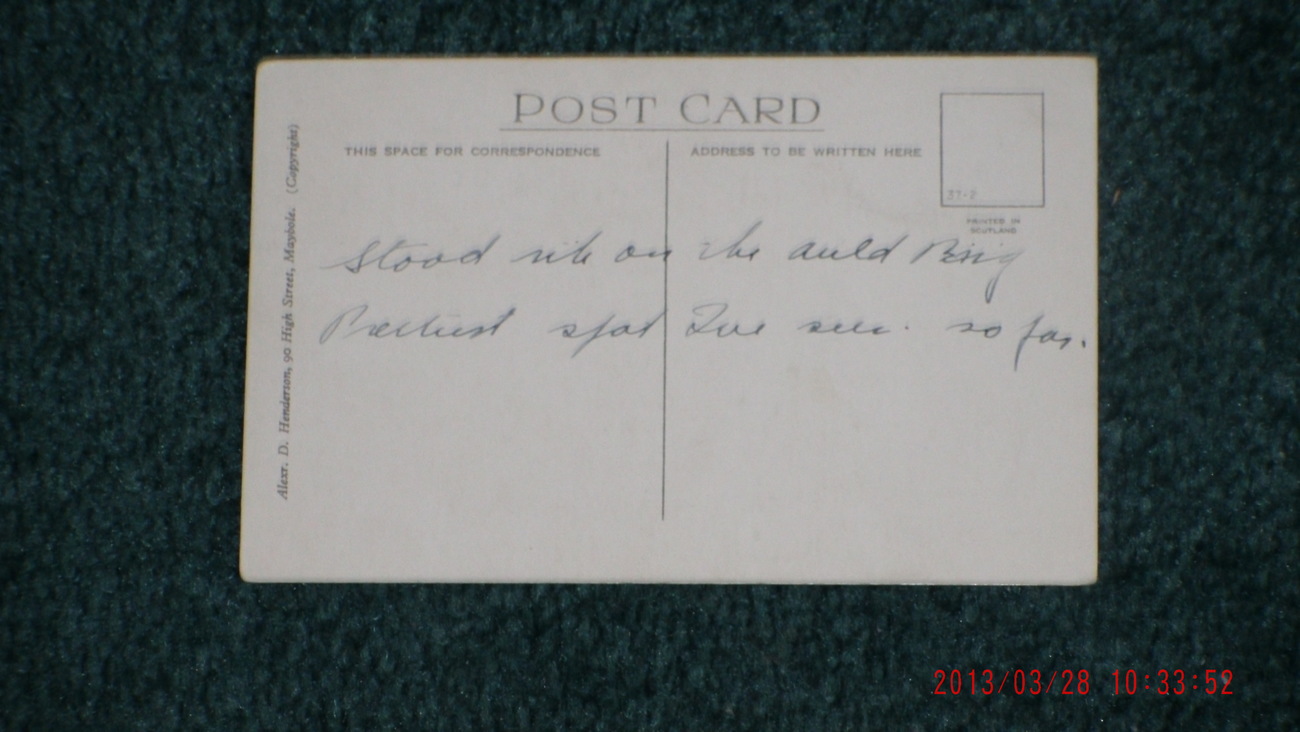 POST CARD
THIS SPACE FOR CORRESPONDENCE
ADDRESS TO BE WRITTEN HERE
37-2
PRINTED IN
SCOTLAND
Alexr. D. Henderson, 90 High Street, Maybole. (Copyright)
Stood on the auld Brig
Prettiest spot I've seen so far.
2013/03/28 10:33:52